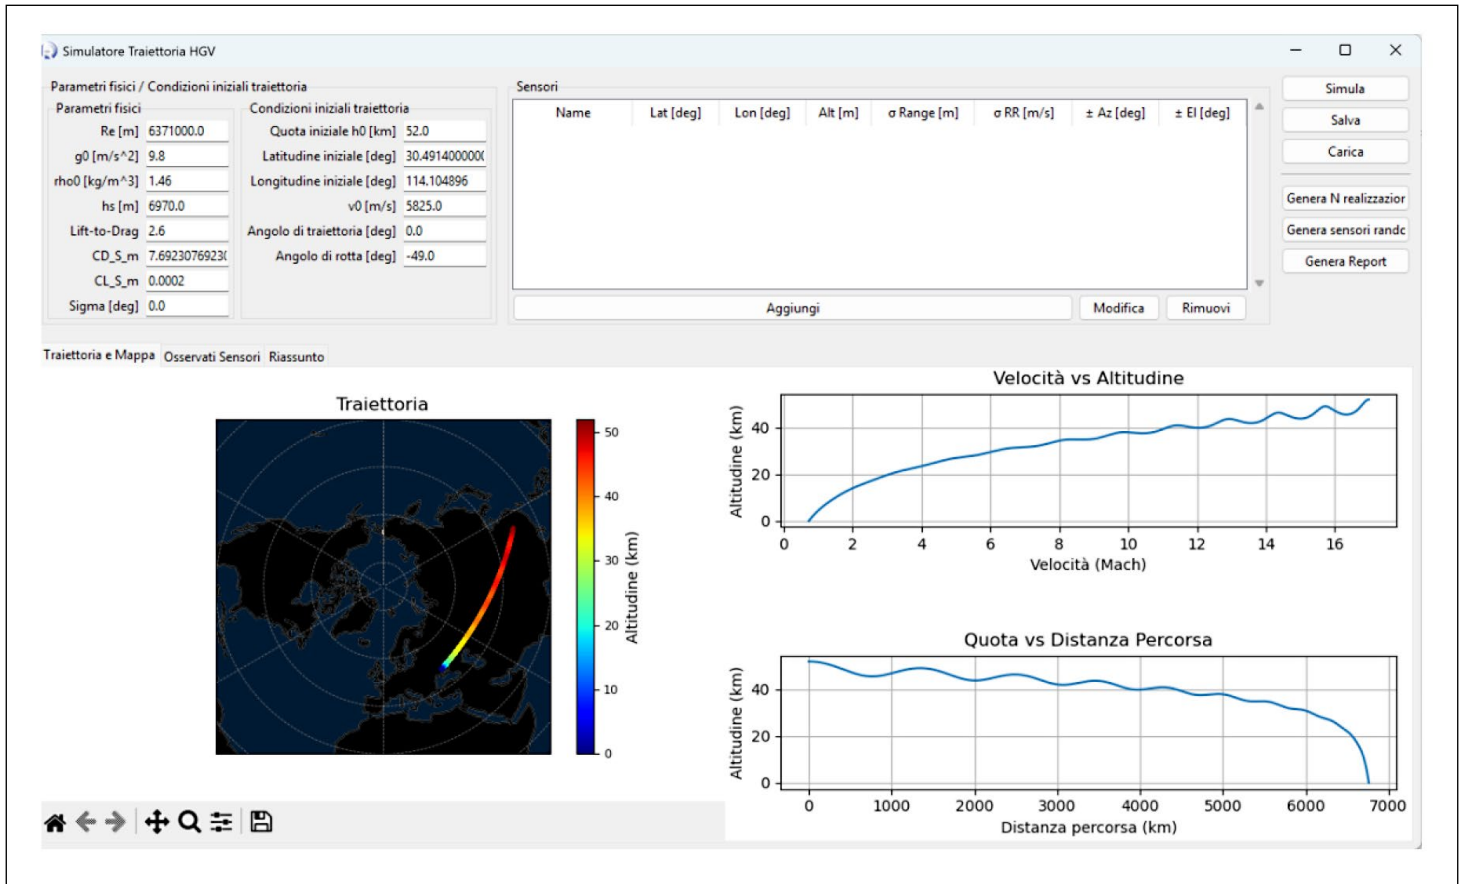 Simulatore Traiettoria HGV
Parametri fisici / Condizioni iniziali traiettoria
Parametri fisici
Re [m] 6371000.0
g0 [m/s^2] 9.8
rho0 [kg/m^3] 1.46
hs [m] 6970.0
Lift-to-Drag 2.6
CD_S_m 7.6923076923(
CL_S_m 0.0002
Sigma [deg] 0.0
Condizioni iniziali traiettoria
Quota iniziale h0 [km] 52.0
Latitudine iniziale [deg] 30.491400000(
Longitudine iniziale [deg] 114.104896
v0 [m/s] 5825.0
Angolo di traiettoria [deg] 0.0
Angolo di rotta [deg] -49.0
Sensori
Name Lat [deg] Lon [deg] Alt [m] σ Range [m] σ RR [m/s] ± Az [deg] ± El [deg]
Aggiungi Modifica Rimuovi
Simula
Salva
Carica
Genera N realizzazior
Genera sensori randc
Genera Report
Traiettoria e Mappa Osservati Sensori Riassunto
Traiettoria
50
40
30
20
10
0
Altitudine (km)
Velocità vs Altitudine
Altitudine (km)
40
20
0
0 2 4 6 8 10 12 14 16
Velocità (Mach)
Quota vs Distanza Percorsa
Altitudine (km)
40
20
0
0 1000 2000 3000 4000 5000 6000 7000
Distanza percorsa (km)